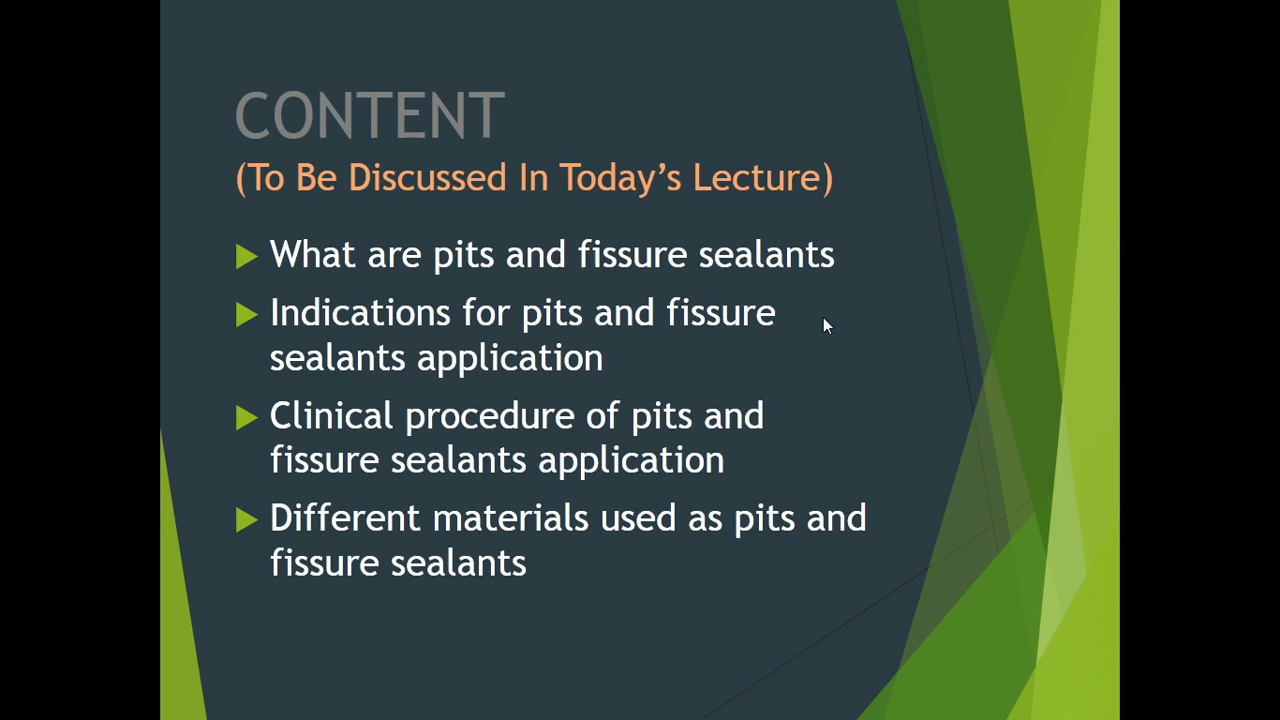 CONTENT
(To Be Discussed In Today’s Lecture)
What are pits and fissure sealants
Indications for pits and fissure
sealants application
Clinical procedure of pits and
fissure sealants application
Different materials used as pits and
fissure sealants